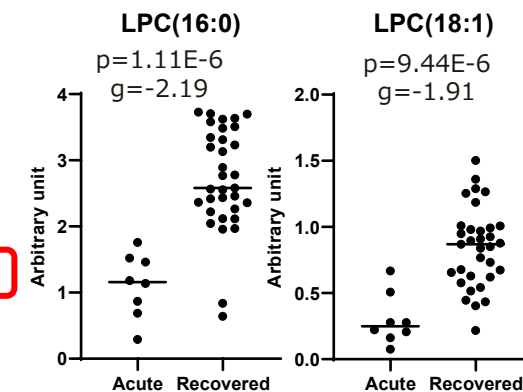 LPC(16:0)
p=1.11E-6
g=-2.19
4
3
2
1
0
Arbitrary unit
Acute Recovered
LPC(18:1)
p=9.44E-6
g=-1.91
2.0
1.5
1.0
0.5
0.0
Arbitrary unit
Acute Recovered